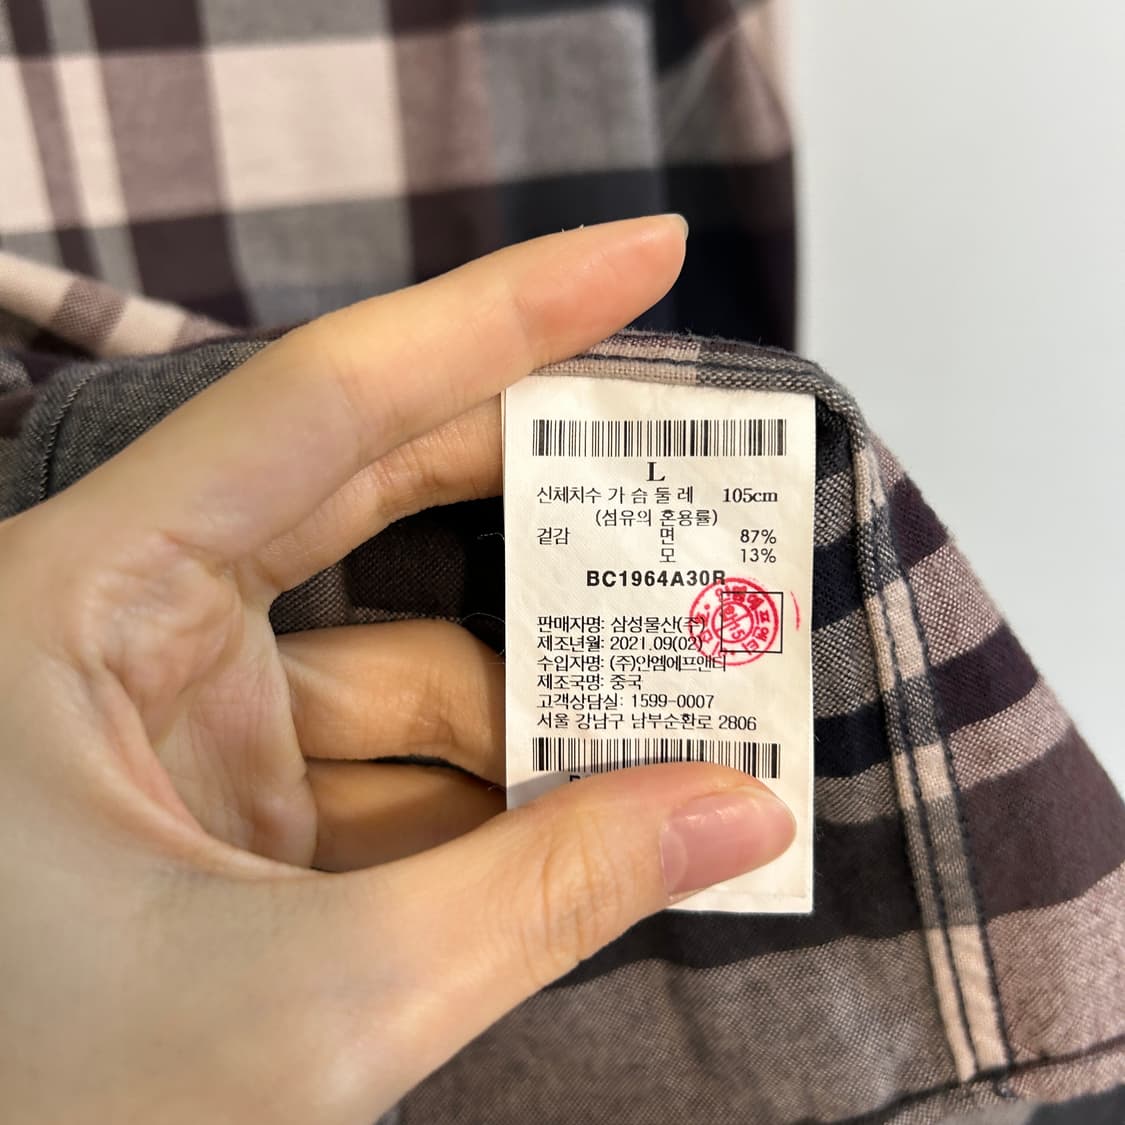 L
신체치수 가 슴 둘 레 105cm
(섬유의 혼용률)
겉감 면 87%
모 13%
BC1964A30R
판매자명: 삼성물산(주)
제조년월: 2021.09(02)
수입자명: (주)안엠에프앤티
제조국명: 중국
고객상담실: 1599-0007
서울 강남구 남부순환로 2806